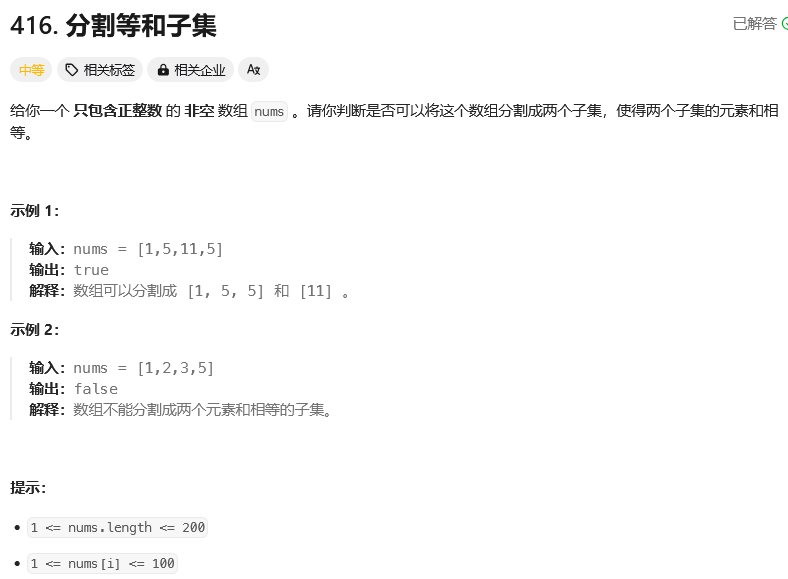 416. 分割等和子集
已解答
中等 相关标签 相关企业 Aあ
给你一个 只包含正整数 的 非空 数组 nums 。请你判断是否可以将这个数组分割成两个子集，使得两个子集的元素和相
等。
示例 1：
输入：nums = [1,5,11,5]
输出：true
解释：数组可以分割成 [1, 5, 5] 和 [11] 。
示例 2：
输入：nums = [1,2,3,5]
输出：false
解释：数组不能分割成两个元素和相等的子集。
提示：
• 1 <= nums.length <= 200
• 1 <= nums[i] <= 100